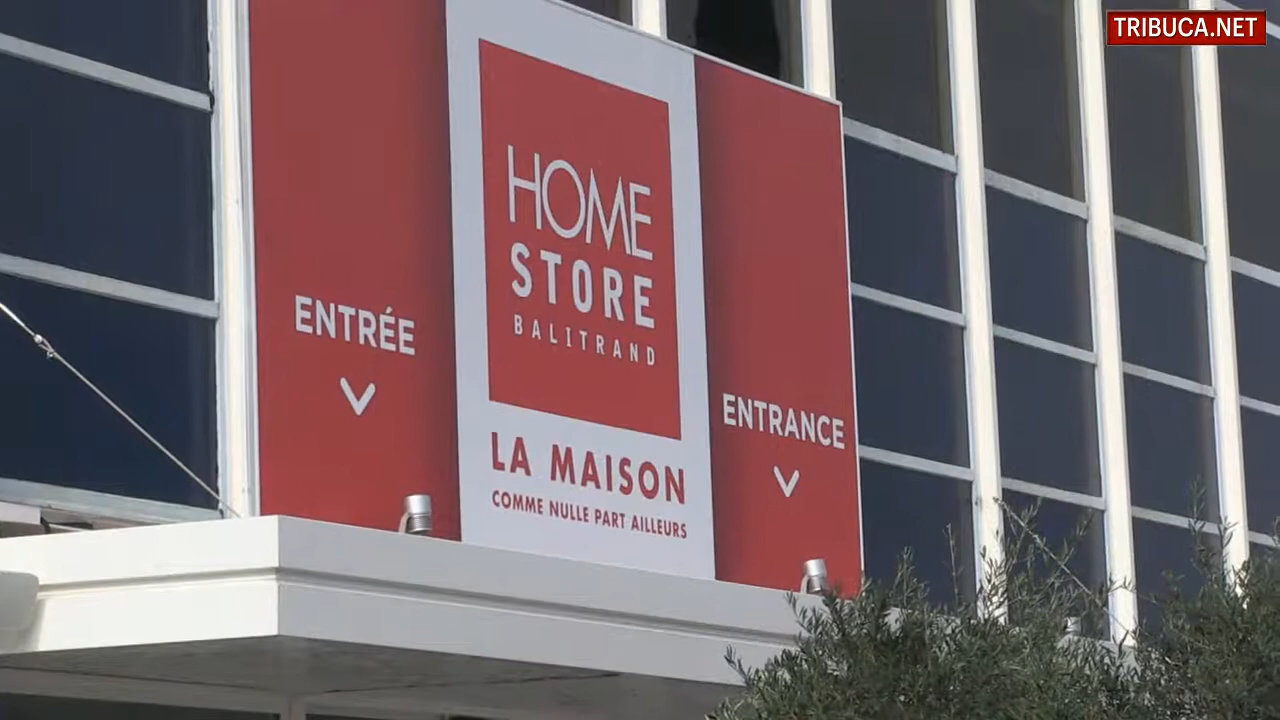 TRIBUCA.NET
HOME
STORE
BALITRAND
ENTRÉE
ENTRANCE
LA MAISON
COMME NULLE PART AILLEURS